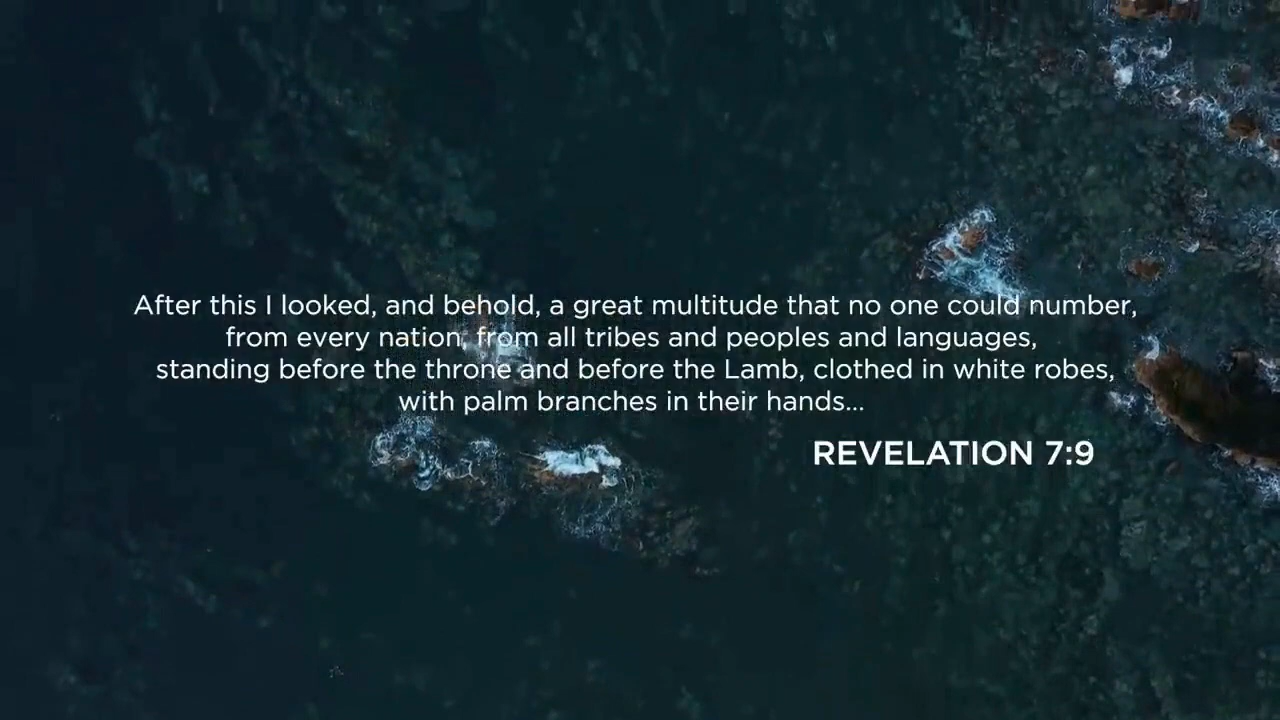 After this I looked, and behold, a great multitude that no one could number,
from every nation, from all tribes and peoples and languages,
standing before the throne and before the Lamb, clothed in white robes,
with palm branches in their hands...
REVELATION 7:9